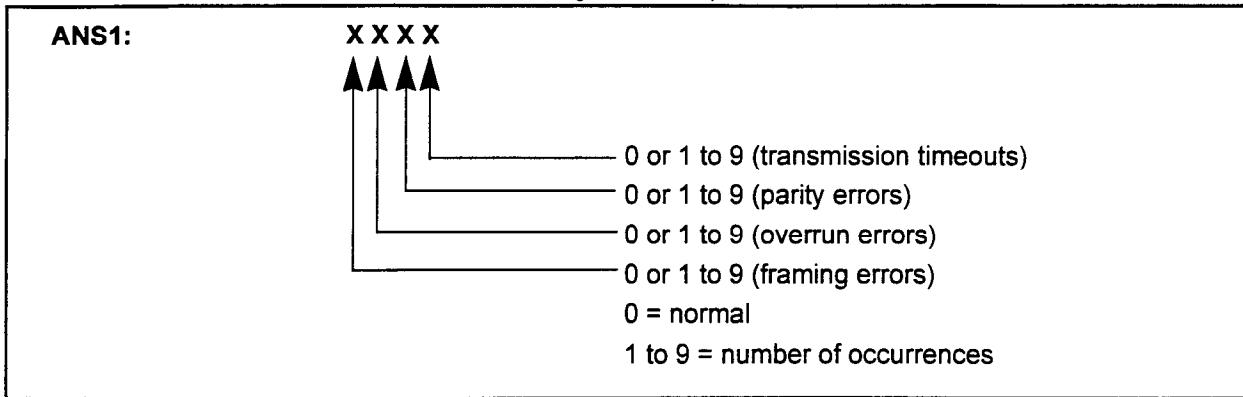 ANS1: X X X X
0 or 1 to 9 (transmission timeouts)
0 or 1 to 9 (parity errors)
0 or 1 to 9 (overrun errors)
0 or 1 to 9 (framing errors)
0 = normal
1 to 9 = number of occurrences